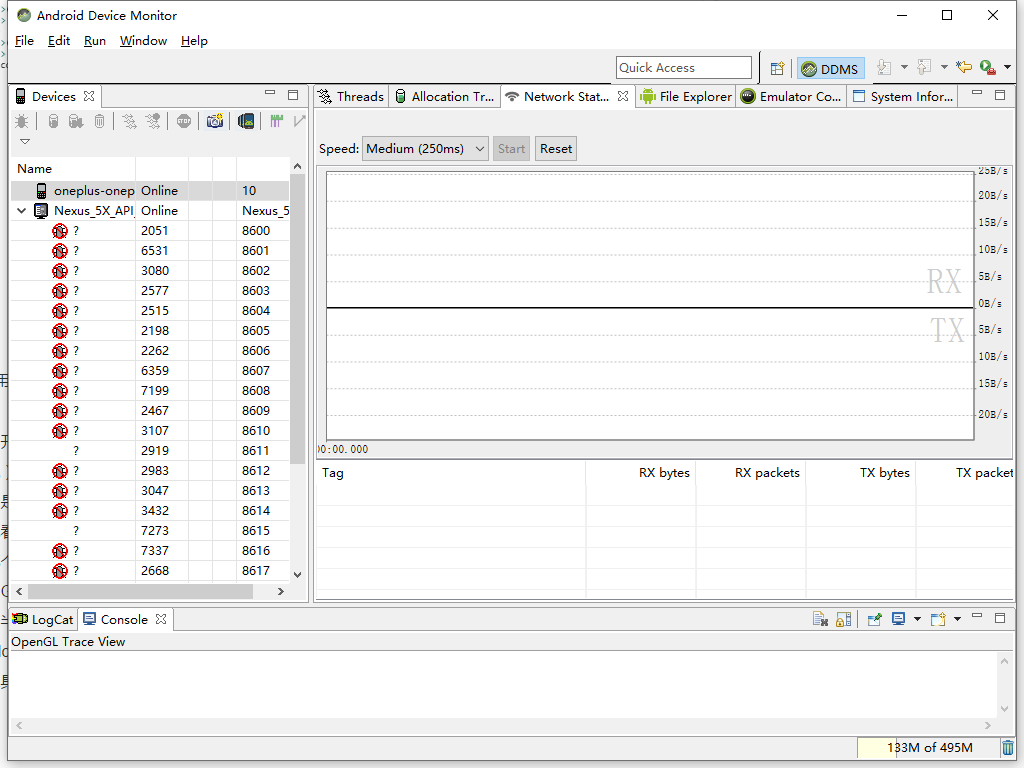 Android Device Monitor
File Edit Run Window Help
Quick Access
DDMS
Devices
Threads Allocation Tr... Network Stat... File Explorer Emulator Co... System Infor...
Speed: Medium (250ms) Start Reset
Name
oneplus-onep Online 10
Nexus_5X_API_ Online Nexus_5
? 2051 8600
? 6531 8601
? 3080 8602
? 2577 8603
? 2515 8604
? 2198 8605
? 2262 8606
? 6359 8607
? 7199 8608
? 2467 8609
? 3107 8610
? 2919 8611
? 2983 8612
? 3047 8613
? 3432 8614
? 7273 8615
? 7337 8616
? 2668 8617
25B/s
20B/s
15B/s
10B/s
5B/s
RX
0B/s
TX
5B/s
10B/s
15B/s
20B/s
00:00.000
Tag RX bytes RX packets TX bytes TX packet
LogCat Console
OpenGL Trace View
133M of 495M